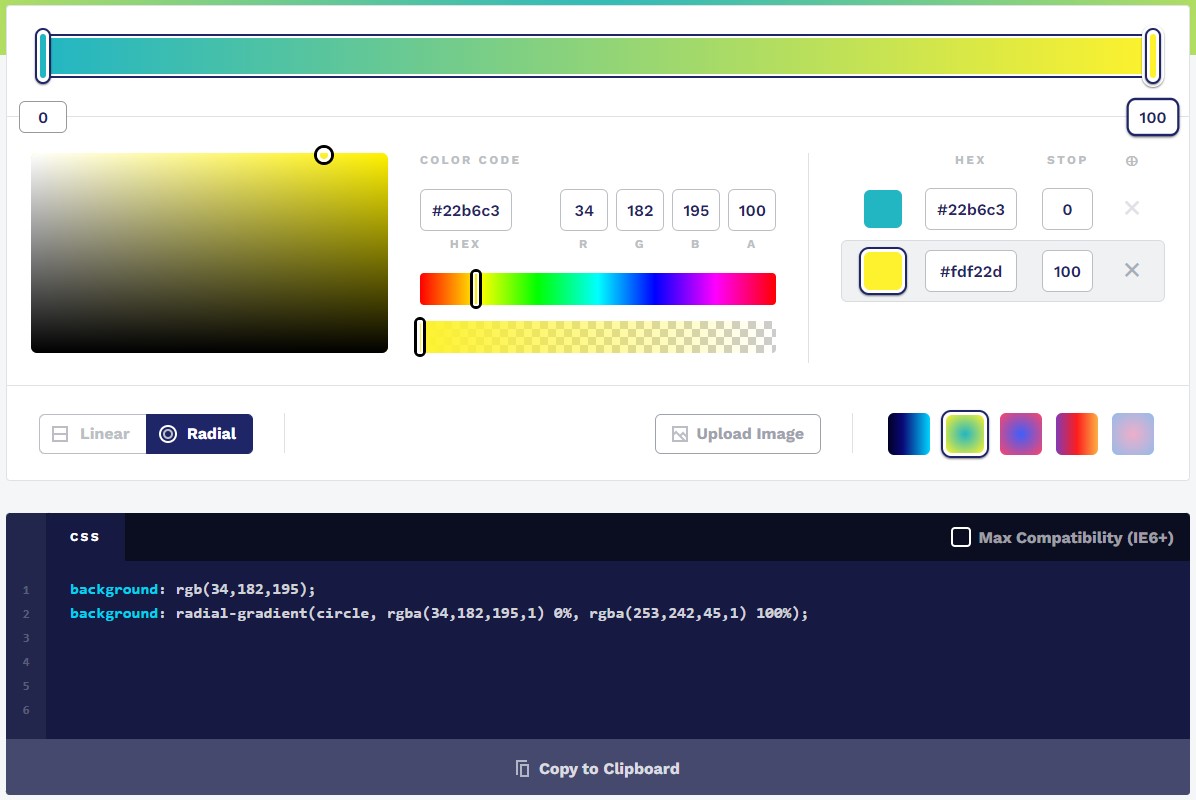 0
100
COLOR CODE
HEX STOP
#22b6c3 34 182 195 100
#22b6c3 0
HEX R G B A
#fdf22d 100
Linear Radial
Upload Image
CSS
Max Compatibility (IE6+)
1 background: rgb(34,182,195);
2 background: radial-gradient(circle, rgba(34,182,195,1) 0%, rgba(253,242,45,1) 100%);
3
4
5
6
Copy to Clipboard